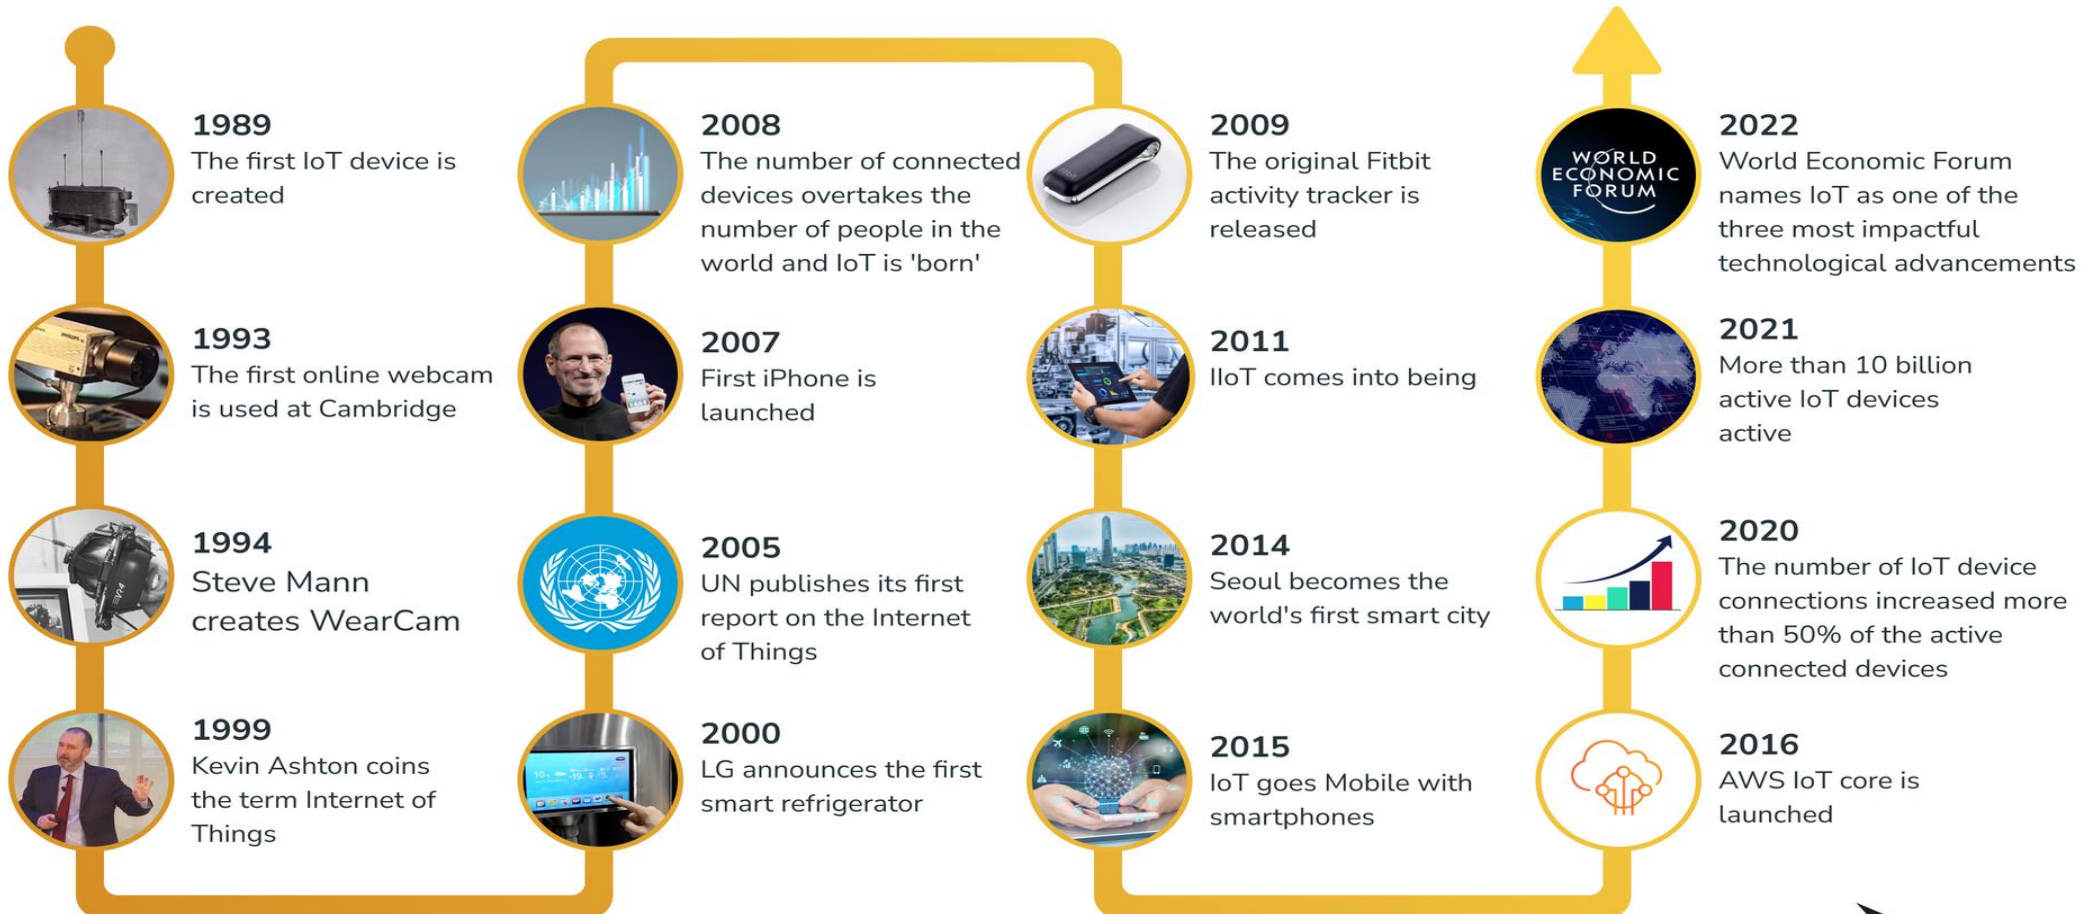 1989
The first IoT device is
created
1993
The first online webcam
is used at Cambridge
1994
Steve Mann
creates WearCam
1999
Kevin Ashton coins
the term Internet of
Things
2000
LG announces the first
smart refrigerator
2005
UN publishes its first
report on the Internet
of Things
2007
First iPhone is
launched
2008
The number of connected
devices overtakes the
number of people in the
world and IoT is 'born'
2009
The original Fitbit
activity tracker is
released
2011
IIoT comes into being
2014
Seoul becomes the
world's first smart city
2015
IoT goes Mobile with
smartphones
2016
AWS IoT core is
launched
2020
The number of IoT device
connections increased more
than 50% of the active
connected devices
2021
More than 10 billion
active IoT devices
active
WORLD
ECONOMIC
FORUM
2022
World Economic Forum
names IoT as one of the
three most impactful
technological advancements